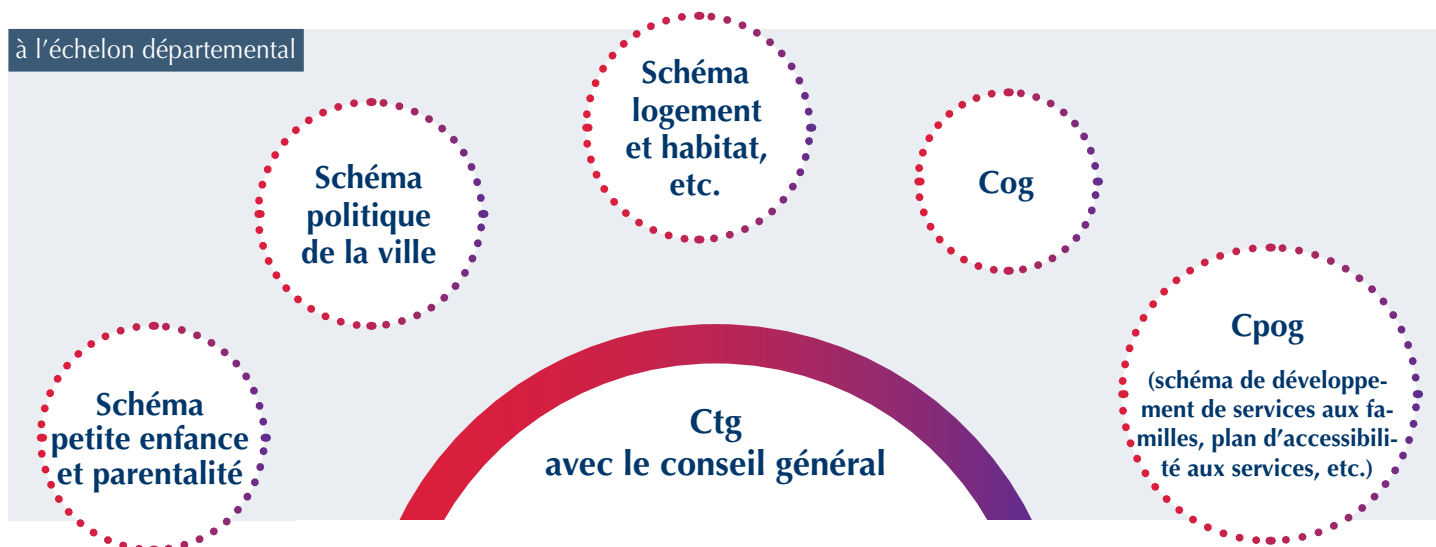 à l'échelon départemental
Schéma
logement
et habitat,
etc.
Schéma
politique
de la ville
Cog
Cpog
(schéma de développe-
ment de services aux fa-
milles, plan d'accessibili-
té aux services, etc.)
Schéma
petite enfance
et parentalité
Ctg
avec le conseil général